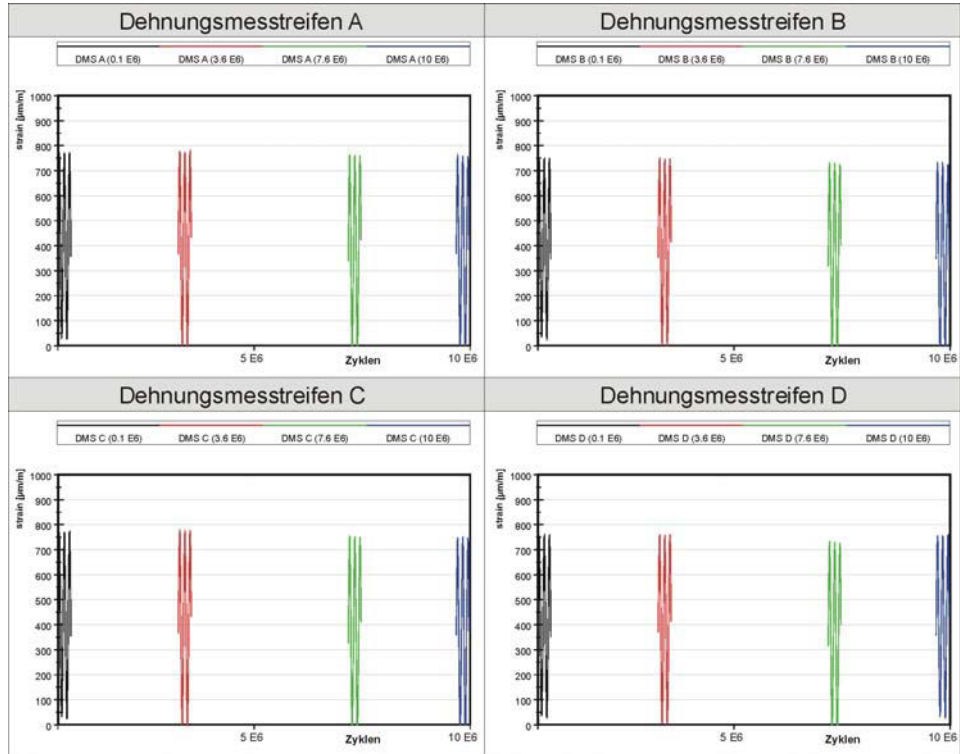 Dehnungsmesstreifen A
DMS A (0.1 E6) DMS A (3.6 E6) DMS A (7.6 E6) DMS A (10 E6)
strain [µm/m]
1000
900
800
700
600
500
400
300
200
100
0
5 E6 Zyklen 10 E6
Dehnungsmesstreifen B
DMS B (0.1 E6) DMS B (3.6 E6) DMS B (7.6 E6) DMS B (10 E6)
strain [µm/m]
1000
900
800
700
600
500
400
300
200
100
0
5 E6 Zyklen 10 E6
Dehnungsmesstreifen C
DMS C (0.1 E6) DMS C (3.6 E6) DMS C (7.6 E6) DMS C (10 E6)
strain [µm/m]
1000
900
800
700
600
500
400
300
200
100
0
5 E6 Zyklen 10 E6
Dehnungsmesstreifen D
DMS D (0.1 E6) DMS D (3.6 E6) DMS D (7.6 E6) DMS D (10 E6)
strain [µm/m]
1000
900
800
700
600
500
400
300
200
100
0
5 E6 Zyklen 10 E6